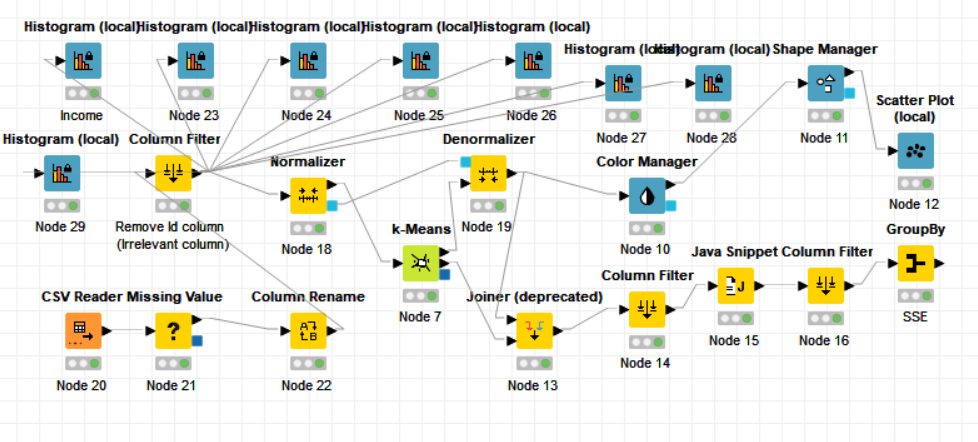 Histogram (local) Histogram (local) Histogram (local) Histogram (local) Histogram (local)
Income Node 23 Node 24 Node 25 Node 26
Histogram (local) Histogram (local) Shape Manager
Node 27 Node 28 Node 11
Scatter Plot
(local)
Node 12
Histogram (local) Column Filter
Node 29 Remove Id column
(Irrelevant column)
Normalizer
Node 18
Denormalizer
Node 19
Color Manager
Node 10
k-Means
Node 7
GroupBy
SSE
Java Snippet Column Filter
J
Node 15 Node 16
Column Filter
Node 14
CSV Reader Missing Value Column Rename
? A B
Node 20 Node 21 Node 22
Joiner (deprecated)
Node 13